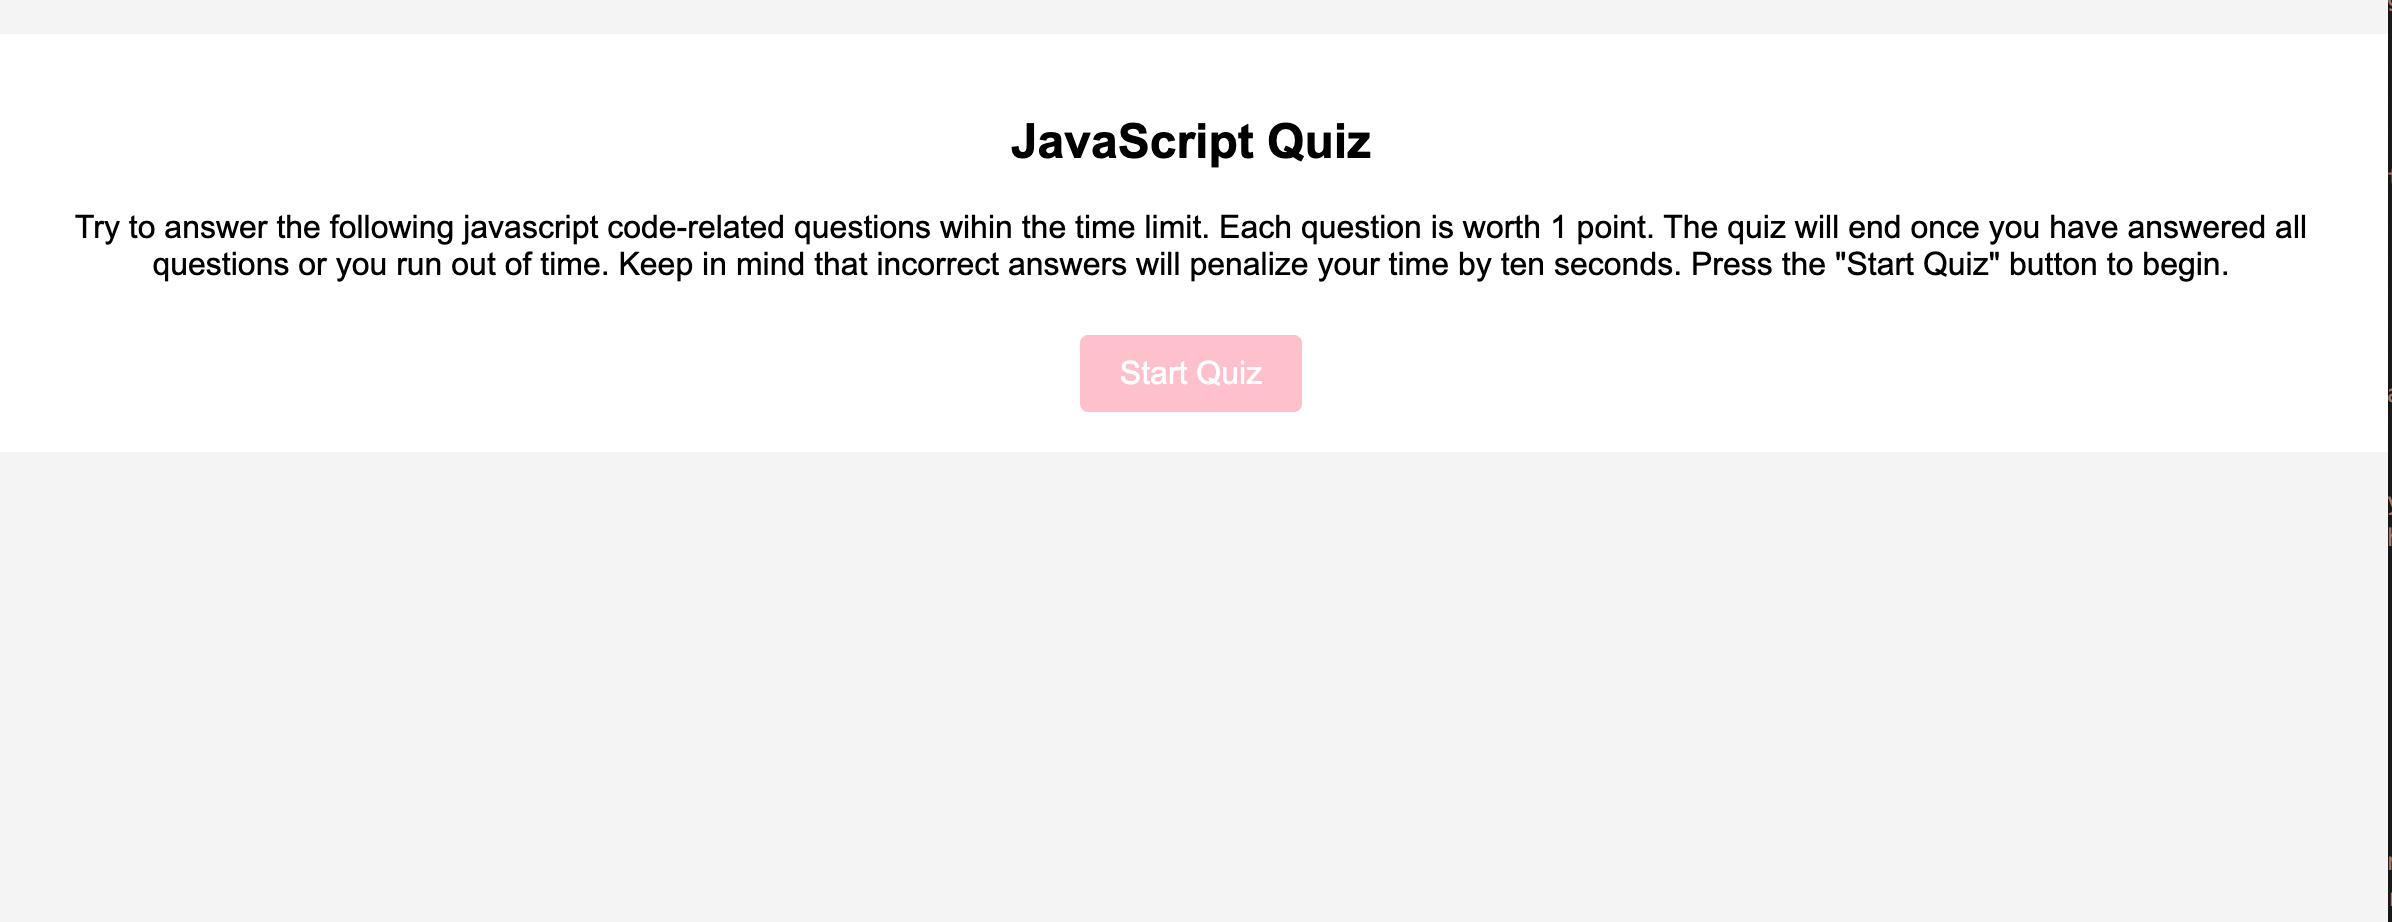 JavaScript Quiz
Try to answer the following javascript code-related questions wihin the time limit. Each question is worth 1 point. The quiz will end once you have answered all
questions or you run out of time. Keep in mind that incorrect answers will penalize your time by ten seconds. Press the "Start Quiz" button to begin.
Start Quiz